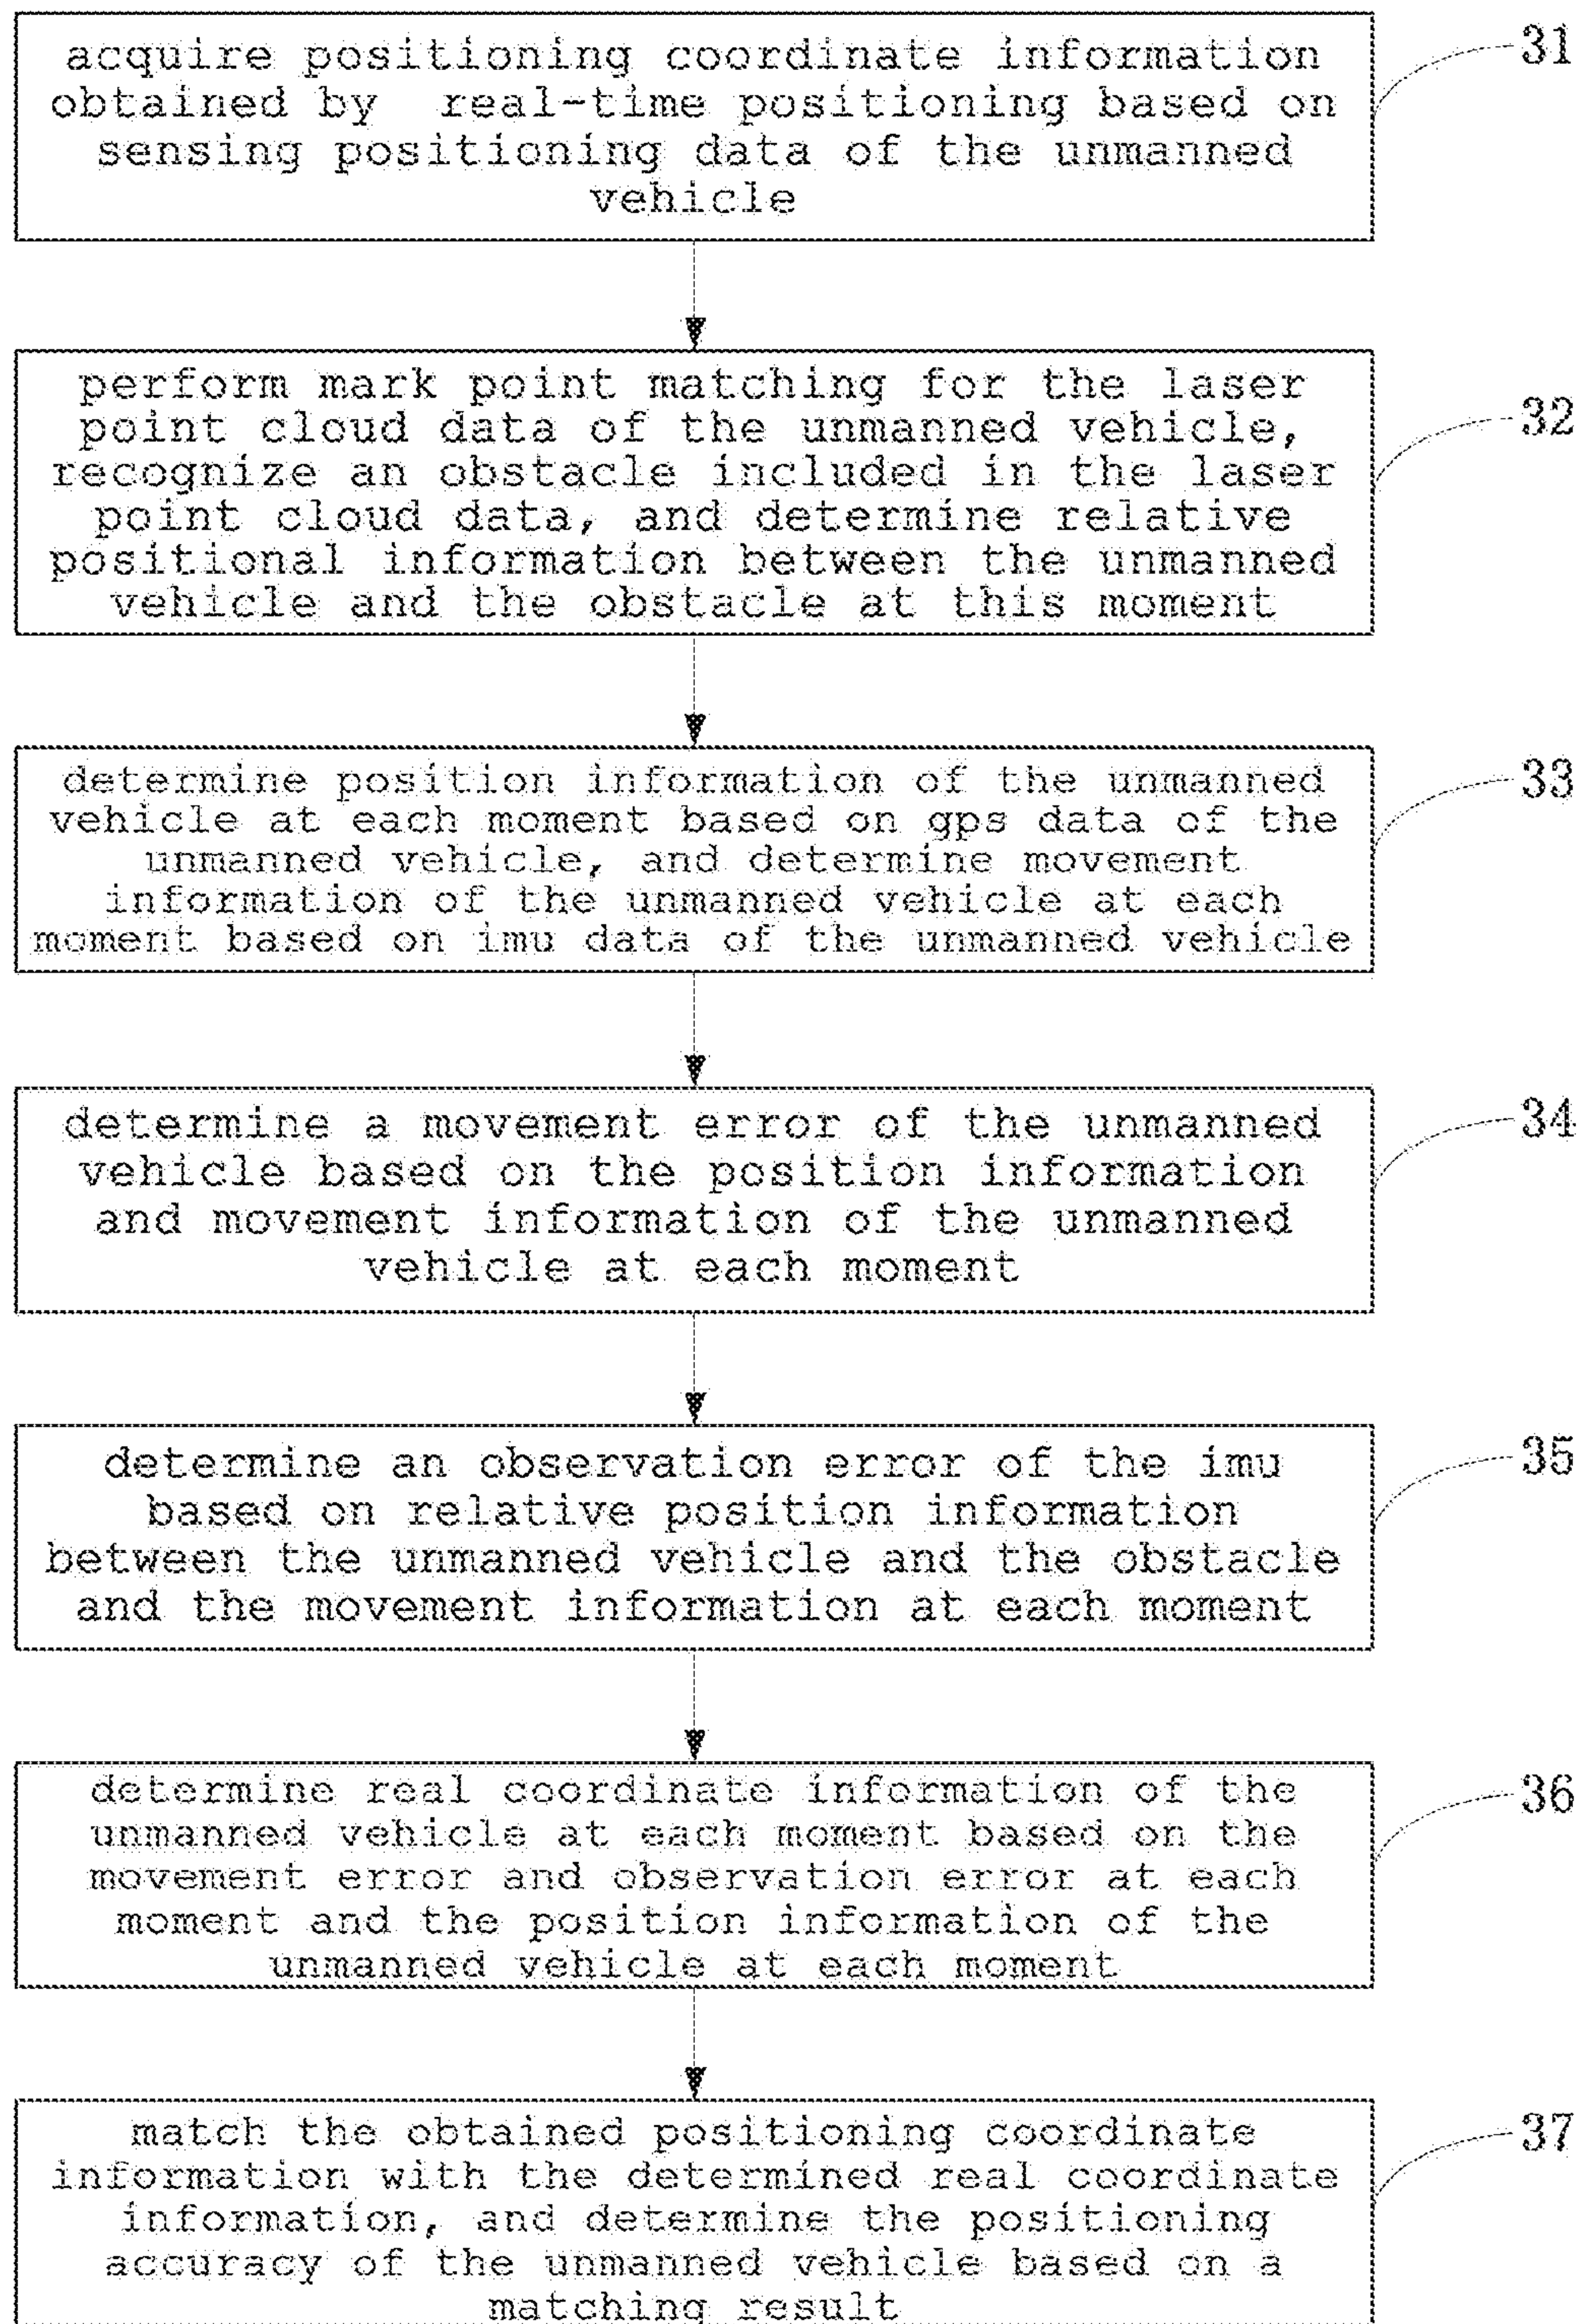 acquire positioning coordinate information
obtained by real-time positioning based on
sensing positioning data of the unmanned
vehicle
31
perform mark point matching for the laser
point cloud data of the unmanned vehicle,
recognize an obstacle included in the laser
point cloud data, and determine relative
positional information between the unmanned
vehicle and the obstacle at this moment
32
determine position information of the unmanned
vehicle at each moment based on gps data of the
unmanned vehicle, and determine movement
information of the unmanned vehicle at each
moment based on imu data of the unmanned vehicle
33
determine a movement error of the unmanned
vehicle based on the position information
and movement information of the unmanned
vehicle at each moment
34
determine an observation error of the imu
based on relative position information
between the unmanned vehicle and the obstacle
and the movement information at each moment
35
determine real coordinate information of the
unmanned vehicle at each moment based on the
movement error and observation error at each
moment and the position information of the
unmanned vehicle at each moment
36
match the obtained positioning coordinate
information with the determined real coordinate
information, and determine the positioning
accuracy of the unmanned vehicle based on a
matching result
37